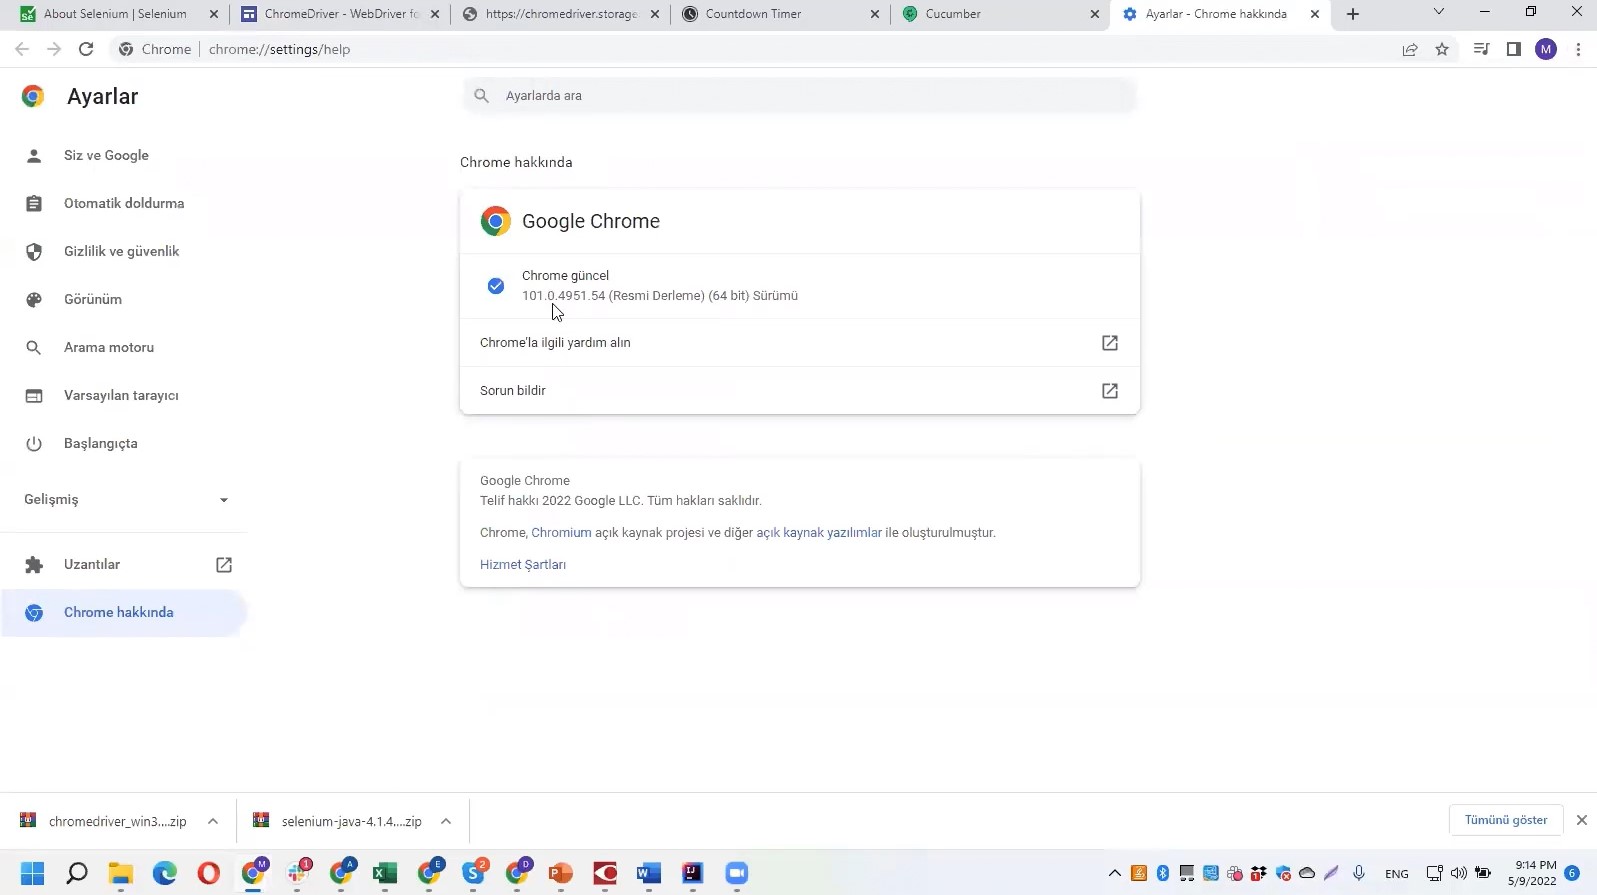 About Selenium | Selenium
ChromeDriver - WebDriver fo
https://chromedriver.storage
Countdown Timer
Cucumber
Ayarlar - Chrome hakkında
Chrome
chrome://settings/help
M
Ayarlar
Ayarlarda ara
Siz ve Google
Otomatik doldurma
Gizlilik ve güvenlik
Görünüm
Arama motoru
Varsayılan tarayıcı
Başlangıçta
Gelişmiş
Uzantılar
Chrome hakkında
Chrome hakkında
Google Chrome
Chrome güncel
101.0.4951.54 (Resmi Derleme) (64 bit) Sürümü
Chrome'la ilgili yardım alın
Sorun bildir
Google Chrome
Telif hakkı 2022 Google LLC. Tüm hakları saklıdır.
Chrome, Chromium açık kaynak projesi ve diğer açık kaynak yazılımlar ile oluşturulmuştur.
Hizmet Şartları
chromedriver_win3....zip
selenium-java-4.1.4....zip
Tümünü göster
M
1
A
E
2
D
ENG
9:14 PM
5/9/2022
6